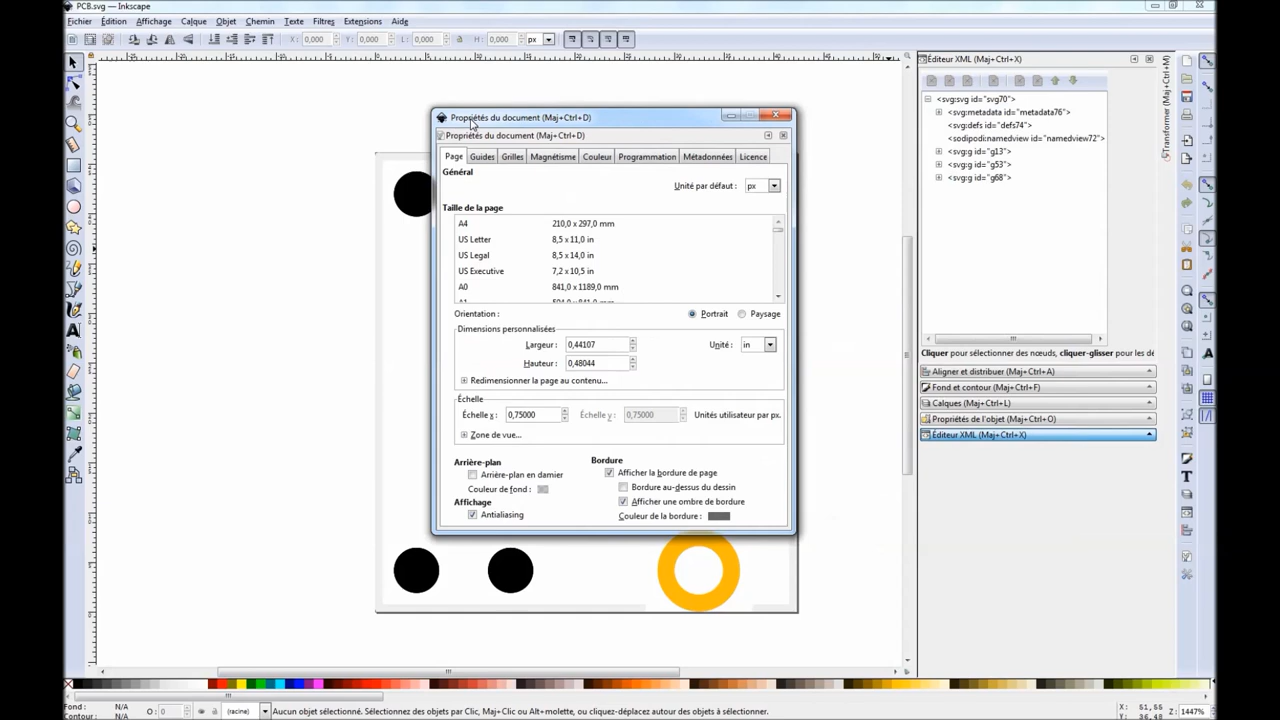 PCB.svg — Inkscape
Fichier Édition Affichage Calque Objet Chemin Texte Filtres Extensions Aide
X: 0,000 Y: 0,000 L: 0,000 H: 0,000 px
Éditeur XML (Maj+Ctrl+X)
Transformer (Maj+Ctrl+M)
<svg:svg id="svg70">
<svg:metadata id="metadata76">
<svg:defs id="defs74">
<sodipodi:namedview id="namedview72">
<svg:g id="g13">
<svg:g id="g53">
<svg:g id="g68">
Propriétés du document (Maj+Ctrl+D)
Propriétés du document (Maj+Ctrl+D)
Page Guides Grilles Magnétisme Couleur Programmation Métadonnées Licence
Général
Unité par défaut : px
Taille de la page
A4 210,0 x 297,0 mm
US Letter 8,5 x 11,0 in
US Legal 8,5 x 14,0 in
US Executive 7,2 x 10,5 in
A0 841,0 x 1189,0 mm
Orientation : Portrait Paysage
Dimensions personnalisées
Largeur : 0,44107 Unité : in
Hauteur : 0,48044
Redimensionner la page au contenu...
Échelle
Échelle x : 0,75000 Échelle y : 0,75000 Unités utilisateur par px.
Zone de vue...
Arrière-plan
Arrière-plan en damier
Couleur de fond :
Affichage
Antialiasing
Bordure
Afficher la bordure de page
Bordure au-dessus du dessin
Afficher une ombre de bordure
Couleur de la bordure :
Cliquer pour sélectionner des nœuds, cliquer-glisser pour les dé
Aligner et distribuer (Maj+Ctrl+A)
Fond et contour (Maj+Ctrl+F)
Calques (Maj+Ctrl+L)
Propriétés de l'objet (Maj+Ctrl+O)
Éditeur XML (Maj+Ctrl+X)
Fond : N/A
Contour : N/A
O: 0
(racine)
Aucun objet sélectionné. Sélectionnez des objets par Clic, Maj+Clic ou Alt+molette, ou cliquez-déplacez autour des objets à sélectionner.
X: 51,55
Y: 36,48
Z: 1447%